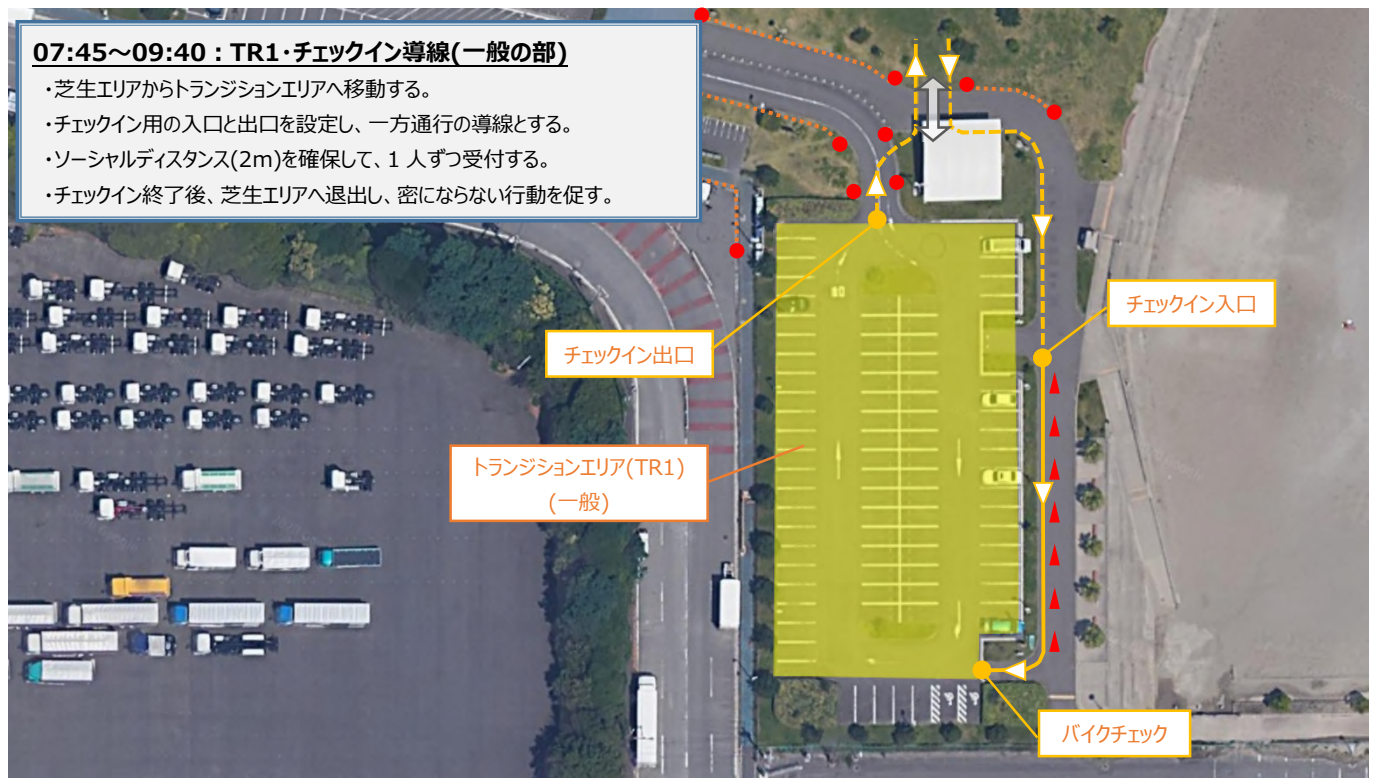 07:45～09:40：TR1・チェックイン導線(一般の部)
・芝生エリアからトランジションエリアへ移動する。
・チェックイン用の入口と出口を設定し、一方通行の導線とする。
・ソーシャルディスタンス(2m)を確保して、1人ずつ受付する。
・チェックイン終了後、芝生エリアへ退出し、密にならない行動を促す。
チェックイン入口
チェックイン出口
トランジションエリア(TR1)
(一般)
バイクチェック